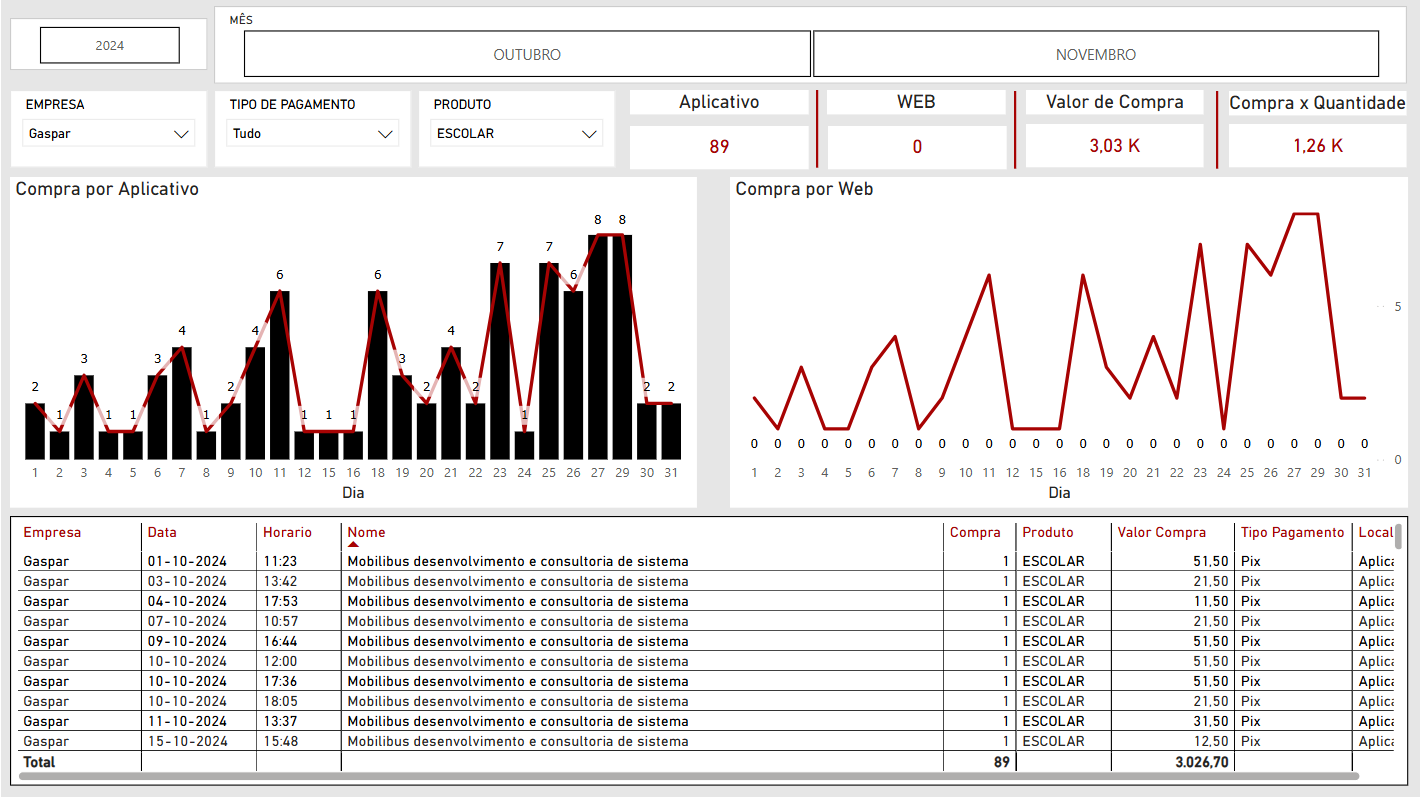 MÊS
2024
OUTUBRO NOVEMBRO
EMPRESA TIPO DE PAGAMENTO PRODUTO
Gaspar Tudo ESCOLAR
Aplicativo WEB Valor de Compra Compra x Quantidade
89 0 3,03 K 1,26 K
Compra por Aplicativo
2 1 3 1 1 3 4 1 2 4 6 1 1 1 6 3 2 4 2 7 1 7 6 8 8 2 2
1 2 3 4 5 6 7 8 9 10 11 12 15 16 18 19 20 21 22 23 24 25 26 27 29 30 31
Dia
Compra por Web
5
0 0 0 0 0 0 0 0 0 0 0 0 0 0 0 0 0 0 0 0 0 0 0 0 0 0 0
0
1 2 3 4 5 6 7 8 9 10 11 12 15 16 18 19 20 21 22 23 24 25 26 27 29 30 31
Dia
Empresa Data Horario Nome Compra Produto Valor Compra Tipo Pagamento Local
Gaspar 01-10-2024 11:23 Mobilibus desenvolvimento e consultoria de sistema 1 ESCOLAR 51,50 Pix Aplica
Gaspar 03-10-2024 13:42 Mobilibus desenvolvimento e consultoria de sistema 1 ESCOLAR 21,50 Pix Aplica
Gaspar 04-10-2024 17:53 Mobilibus desenvolvimento e consultoria de sistema 1 ESCOLAR 11,50 Pix Aplica
Gaspar 07-10-2024 10:57 Mobilibus desenvolvimento e consultoria de sistema 1 ESCOLAR 21,50 Pix Aplica
Gaspar 09-10-2024 16:44 Mobilibus desenvolvimento e consultoria de sistema 1 ESCOLAR 51,50 Pix Aplica
Gaspar 10-10-2024 12:00 Mobilibus desenvolvimento e consultoria de sistema 1 ESCOLAR 51,50 Pix Aplica
Gaspar 10-10-2024 17:36 Mobilibus desenvolvimento e consultoria de sistema 1 ESCOLAR 51,50 Pix Aplica
Gaspar 10-10-2024 18:05 Mobilibus desenvolvimento e consultoria de sistema 1 ESCOLAR 21,50 Pix Aplica
Gaspar 11-10-2024 13:37 Mobilibus desenvolvimento e consultoria de sistema 1 ESCOLAR 31,50 Pix Aplica
Gaspar 15-10-2024 15:48 Mobilibus desenvolvimento e consultoria de sistema 1 ESCOLAR 12,50 Pix Aplica
Total 89 3.026,70